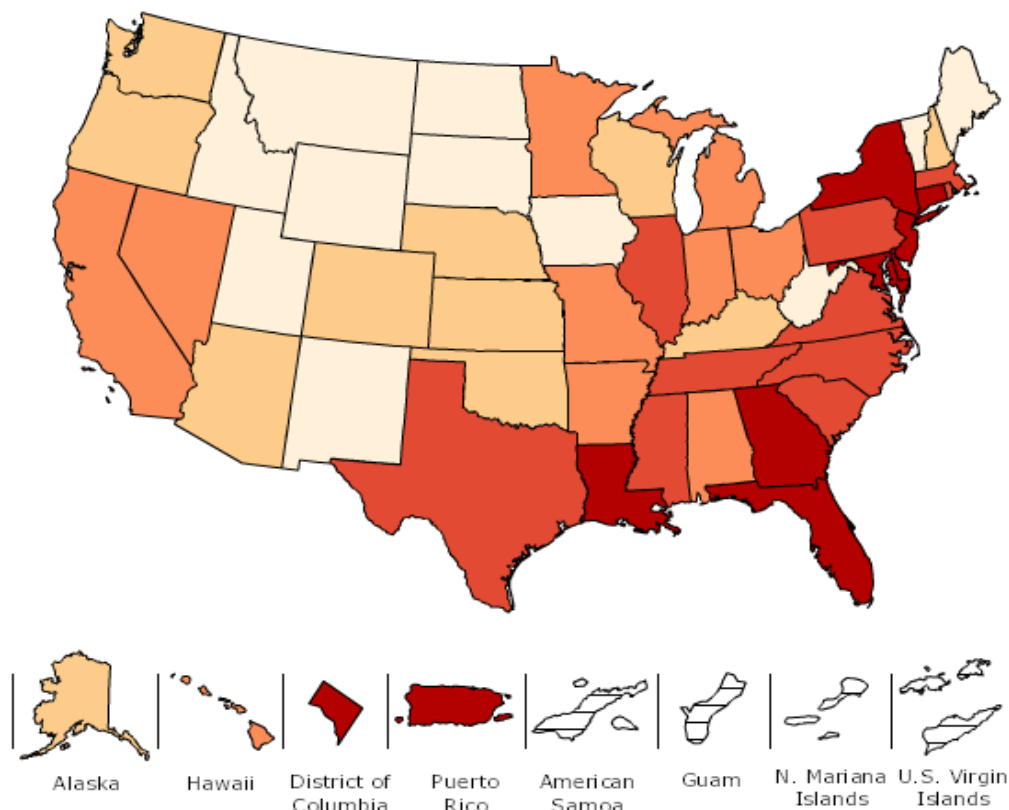 Alaska
Hawaii
District of
Columbia
Puerto
Rico
American
Samoa
Guam
N. Mariana
Islands
U.S. Virgin
Islands